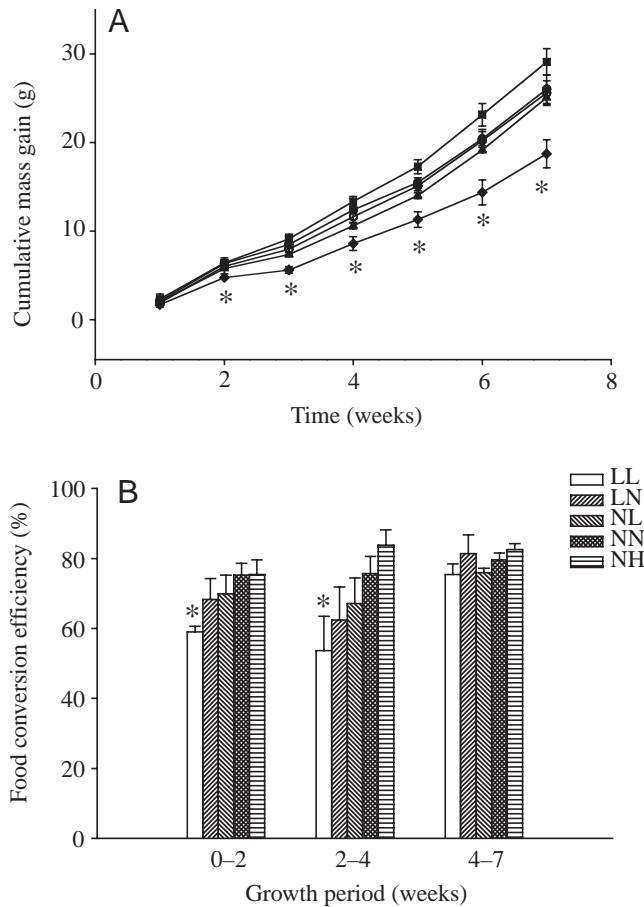 A
30
20
10
0
Cumulative mass gain (g)
* * * * * *
0 2 4 6 8
Time (weeks)
B
LL
LN
NL
NN
NH
100
80
60
40
20
0
Food conversion efficiency (%)
* *
0–2 2–4 4–7
Growth period (weeks)